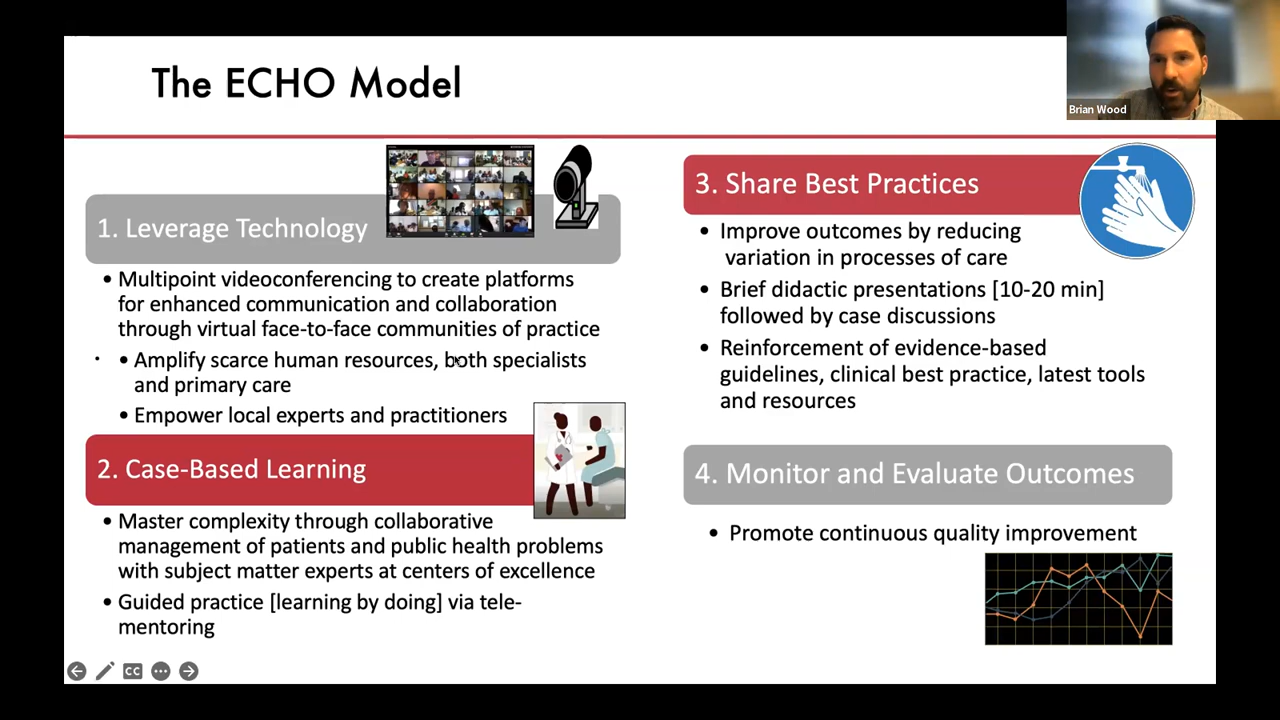 The ECHO Model
Brian Wood
1. Leverage Technology
• Multipoint videoconferencing to create platforms
for enhanced communication and collaboration
through virtual face-to-face communities of practice
• • Amplify scarce human resources, both specialists
and primary care
• Empower local experts and practitioners
2. Case-Based Learning
• Master complexity through collaborative
management of patients and public health problems
with subject matter experts at centers of excellence
• Guided practice [learning by doing] via tele-
mentoring
3. Share Best Practices
• Improve outcomes by reducing
variation in processes of care
• Brief didactic presentations [10-20 min]
followed by case discussions
• Reinforcement of evidence-based
guidelines, clinical best practice, latest tools
and resources
4. Monitor and Evaluate Outcomes
• Promote continuous quality improvement
CC